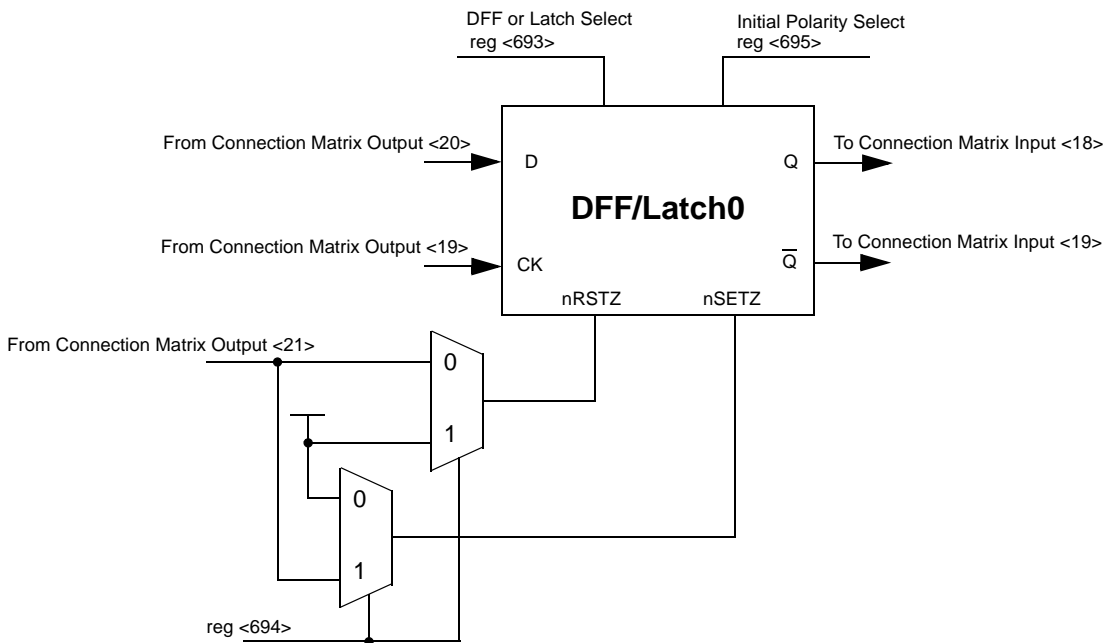 DFF or Latch Select
reg <693>
Initial Polarity Select
reg <695>
From Connection Matrix Output <20>
D
Q
To Connection Matrix Input <18>
DFF/Latch0
From Connection Matrix Output <19>
CK
Q̅
To Connection Matrix Input <19>
nRSTZ
nSETZ
From Connection Matrix Output <21>
0
1
0
1
reg <694>